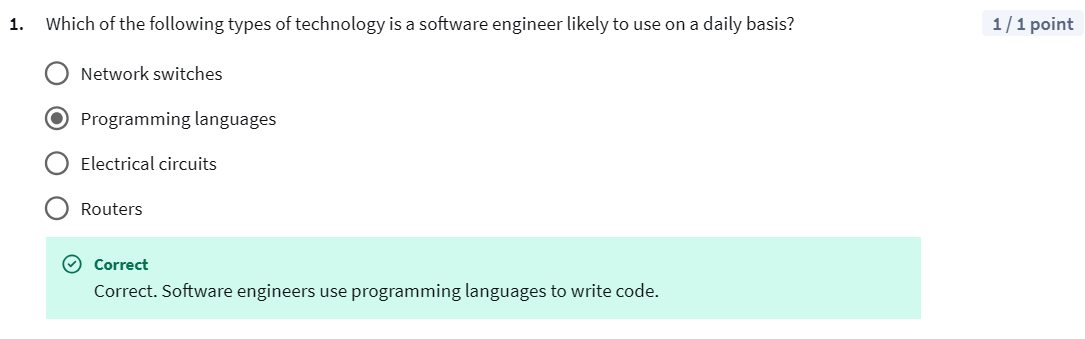 1. Which of the following types of technology is a software engineer likely to use on a daily basis? 1 / 1 point
Network switches
Programming languages
Electrical circuits
Routers
Correct
Correct. Software engineers use programming languages to write code.